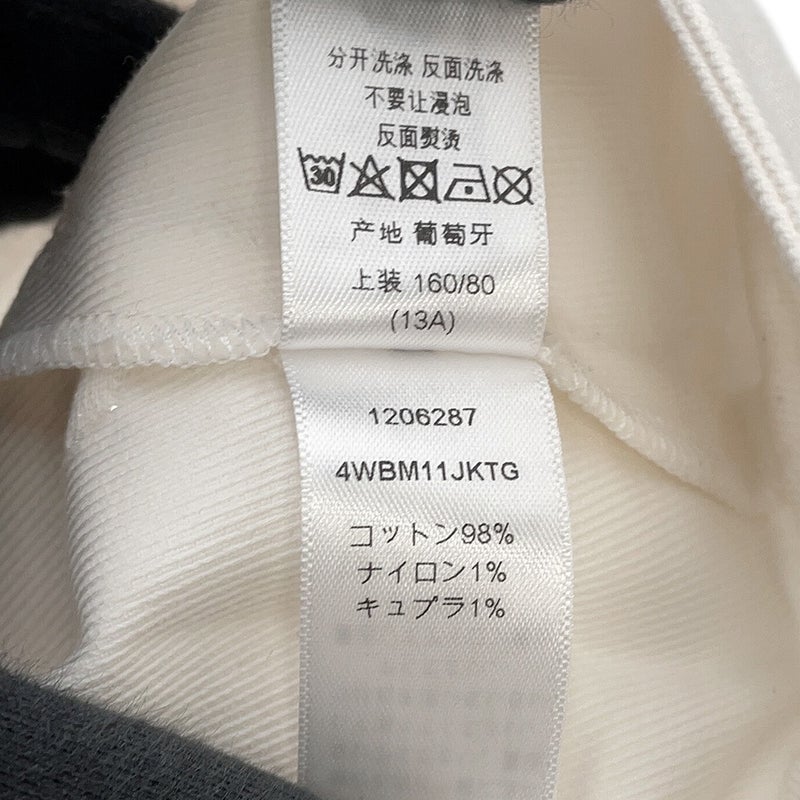 分开洗涤 反面洗涤
不要让浸泡
反面熨烫
30
产地 葡萄牙
上装 160/80
(13A)
1206287
4WBM11JKTG
コットン98%
ナイロン1%
キュプラ1%